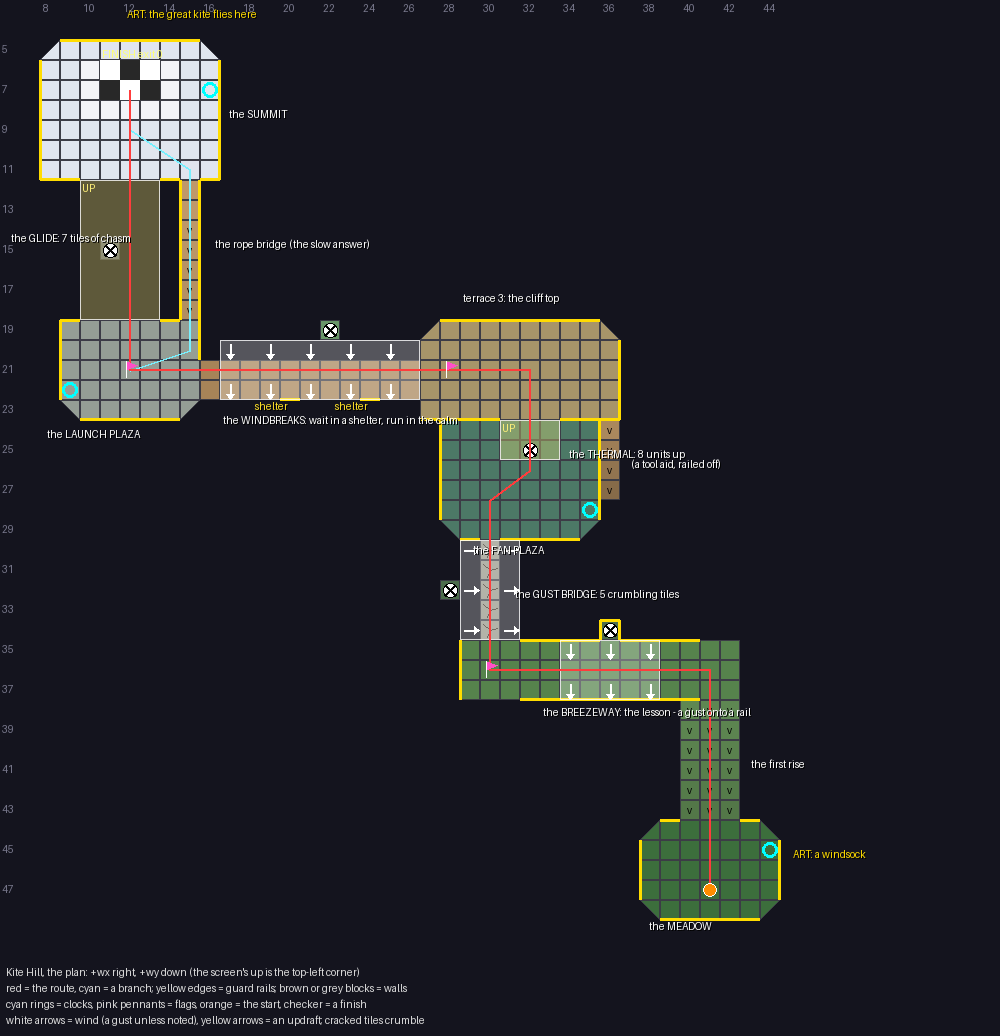 8 10 12 14 16 18 20 22 24 26 28 30 32 34 36 38 40 42 44
ART: the great kite flies here
5
7
the SUMMIT
9
11
UP
13
the GLIDE: 7 tiles of chasm
the rope bridge (the slow answer)
15
17
terrace 3: the cliff top
19
21
23
shelter shelter
the WINDBREAKS: wait in a shelter, run in the calm
the LAUNCH PLAZA
UP
v
25
the THERMAL: 8 units up
(a tool aid, railed off)
27
29
the FAN PLAZA
31
the GUST BRIDGE: 5 crumbling tiles
33
35
37
the BREEZEWAY: the lesson - a gust onto a rail
39
41
the first rise
43
45
ART: a windsock
47
the MEADOW
Kite Hill, the plan: +wx right, +wy down (the screen's up is the top-left corner)
red = the route, cyan = a branch; yellow edges = guard rails; brown or grey blocks = walls
cyan rings = clocks, pink pennants = flags, orange = the start, checker = a finish
white arrows = wind (a gust unless noted), yellow arrows = an updraft; cracked tiles crumble